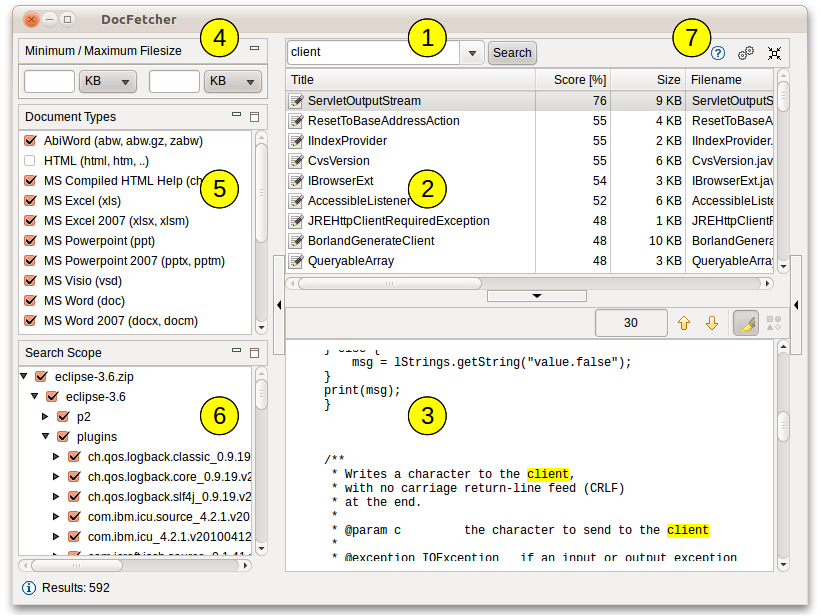 DocFetcher
4
1
7
Minimum / Maximum Filesize
client
Search
KB
KB
Title
Score [%]
Size
Filename
ServletOutputStream
76
9 KB
ServletOutputS
ResetToBaseAddressAction
55
4 KB
ResetToBaseA
IIndexProvider
55
2 KB
IIndexProvider.
CvsVersion
55
6 KB
CvsVersion.jav
IBrowserExt
54
3 KB
IBrowserExt.jav
AccessibleListener
52
6 KB
AccessibleListe
JREHttpClientRequiredException
48
1 KB
JREHttpClientF
BorlandGenerateClient
48
10 KB
BorlandGenera
QueryableArray
48
3 KB
QueryableArray
2
Document Types
AbiWord (abw, abw.gz, zabw)
HTML (html, htm, ..)
MS Compiled HTML Help (ch
MS Excel (xls)
MS Excel 2007 (xlsx, xlsm)
MS Powerpoint (ppt)
MS Powerpoint 2007 (pptx, pptm)
MS Visio (vsd)
MS Word (doc)
MS Word 2007 (docx, docm)
5
30
Search Scope
eclipse-3.6.zip
eclipse-3.6
p2
plugins
ch.qos.logback.classic_0.9.19
ch.qos.logback.core_0.9.19.v2
ch.qos.logback.slf4j_0.9.19.v2
com.ibm.icu.source_4.2.1.v20
com.ibm.icu_4.2.1.v20100412
6
} else {
msg = lStrings.getString("value.false");
}
print(msg);
}
3
/**
* Writes a character to the client,
* with no carriage return-line feed (CRLF)
* at the end.
*
* @param c the character to send to the client
*
* @exception IOException if an input or output exception
Results: 592